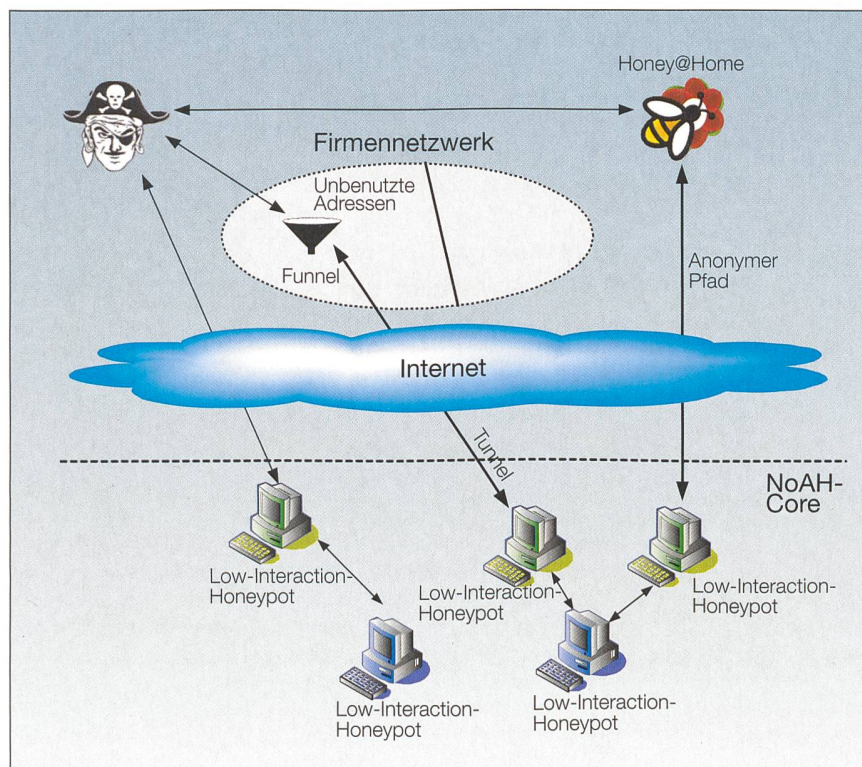 Honey@Home
Firmennetzwerk
Unbenutzte
Adressen
Funnel
Anonymer
Pfad
Internet
Tunnel
NoAH-
Core
Low-Interaction-
Honeypot
Low-Interaction-
Honeypot
Low-Interaction-
Honeypot
Low-Interaction-
Honeypot
Low-Interaction-
Honeypot